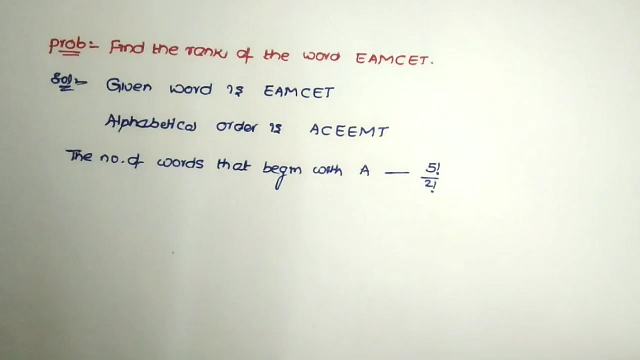 prob:- Find the rank of the word EAMCET.
Sol:- Given word is EAMCET
Alphabetical order is ACEEMT
The no. of words that begin with A — 5!/2!